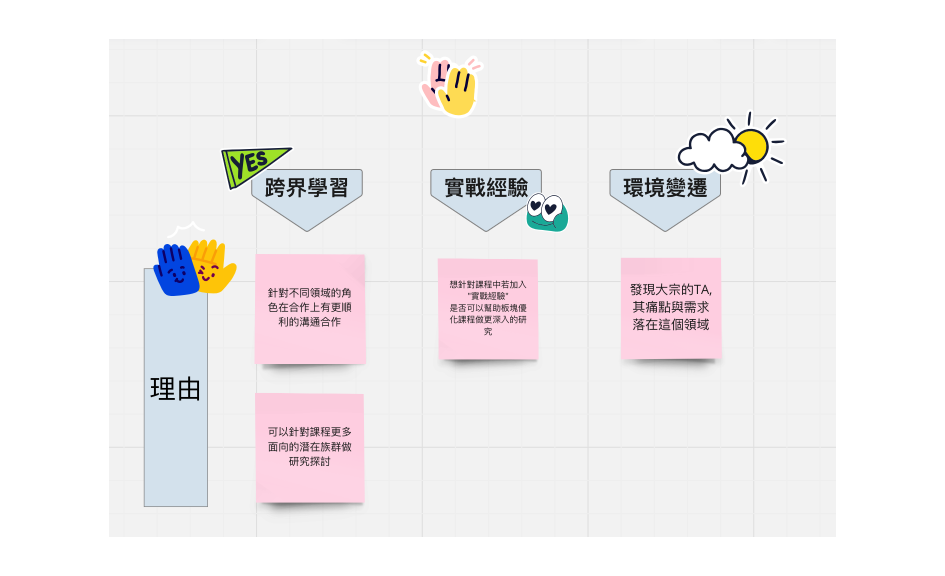 YES
跨界學習
實戰經驗
環境變遷
理由
針對不同領域的角
色在合作上有更順
利的溝通合作
可以針對課程更多
面向的潛在族群做
研究探討
想針對課程中若加入
"實戰經驗"
是否可以幫助板塊優
化課程做更深入的研
究
發現大宗的TA,
其痛點與需求
落在這個領域